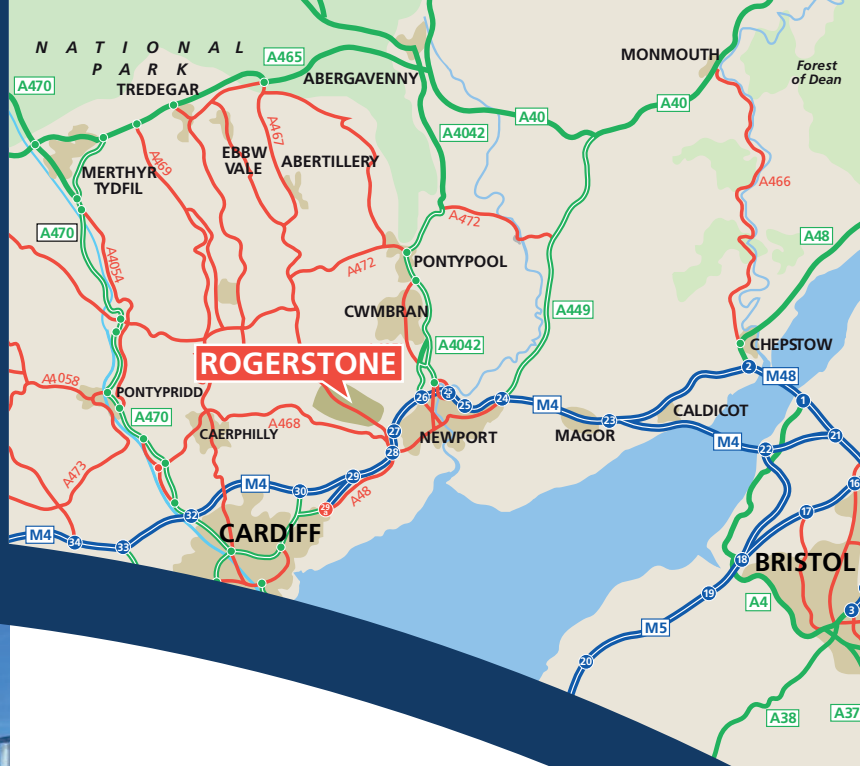 NATIONAL
PARK
A465
MONMOUTH
Forest
of Dean
A470
TREDEGAR
ABERGAVENNY
A40
A40
A4042
A467
A469
EBBW
VALE
ABERTILLERY
MERTHYR
TYDFIL
A466
A472
A470
A48
A4054
A472
PONTYPOOL
CWMBRAN
A449
A4042
CHEPSTOW
ROGERSTONE
2
M48
A4058
PONTYPRIDD
26
25
a
25
24
M4
1
CALDICOT
A470
CAERPHILLY
A468
27
NEWPORT
MAGOR
23
M4
21
22
28
A473
29
M4
30
A48
16
29
a
17
32
CARDIFF
M4
34
33
18
BRISTOL
19
A4
3
M5
20
A38
A37